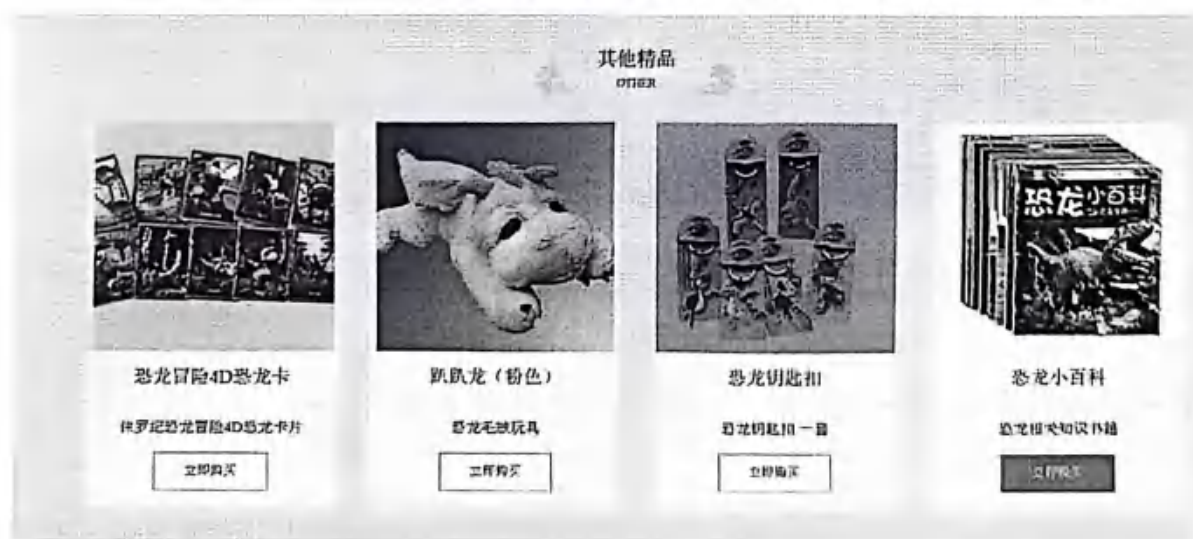 其他精品
OTHER
恐龙小百科
恐龙冒险4D恐龙卡
侏罗纪恐龙冒险4D恐龙卡片
立即购买
趴趴龙（粉色）
恐龙毛绒玩具
立即购买
恐龙钥匙扣
恐龙钥匙扣一套
立即购买
恐龙小百科
恐龙相关知识书籍
立即购买